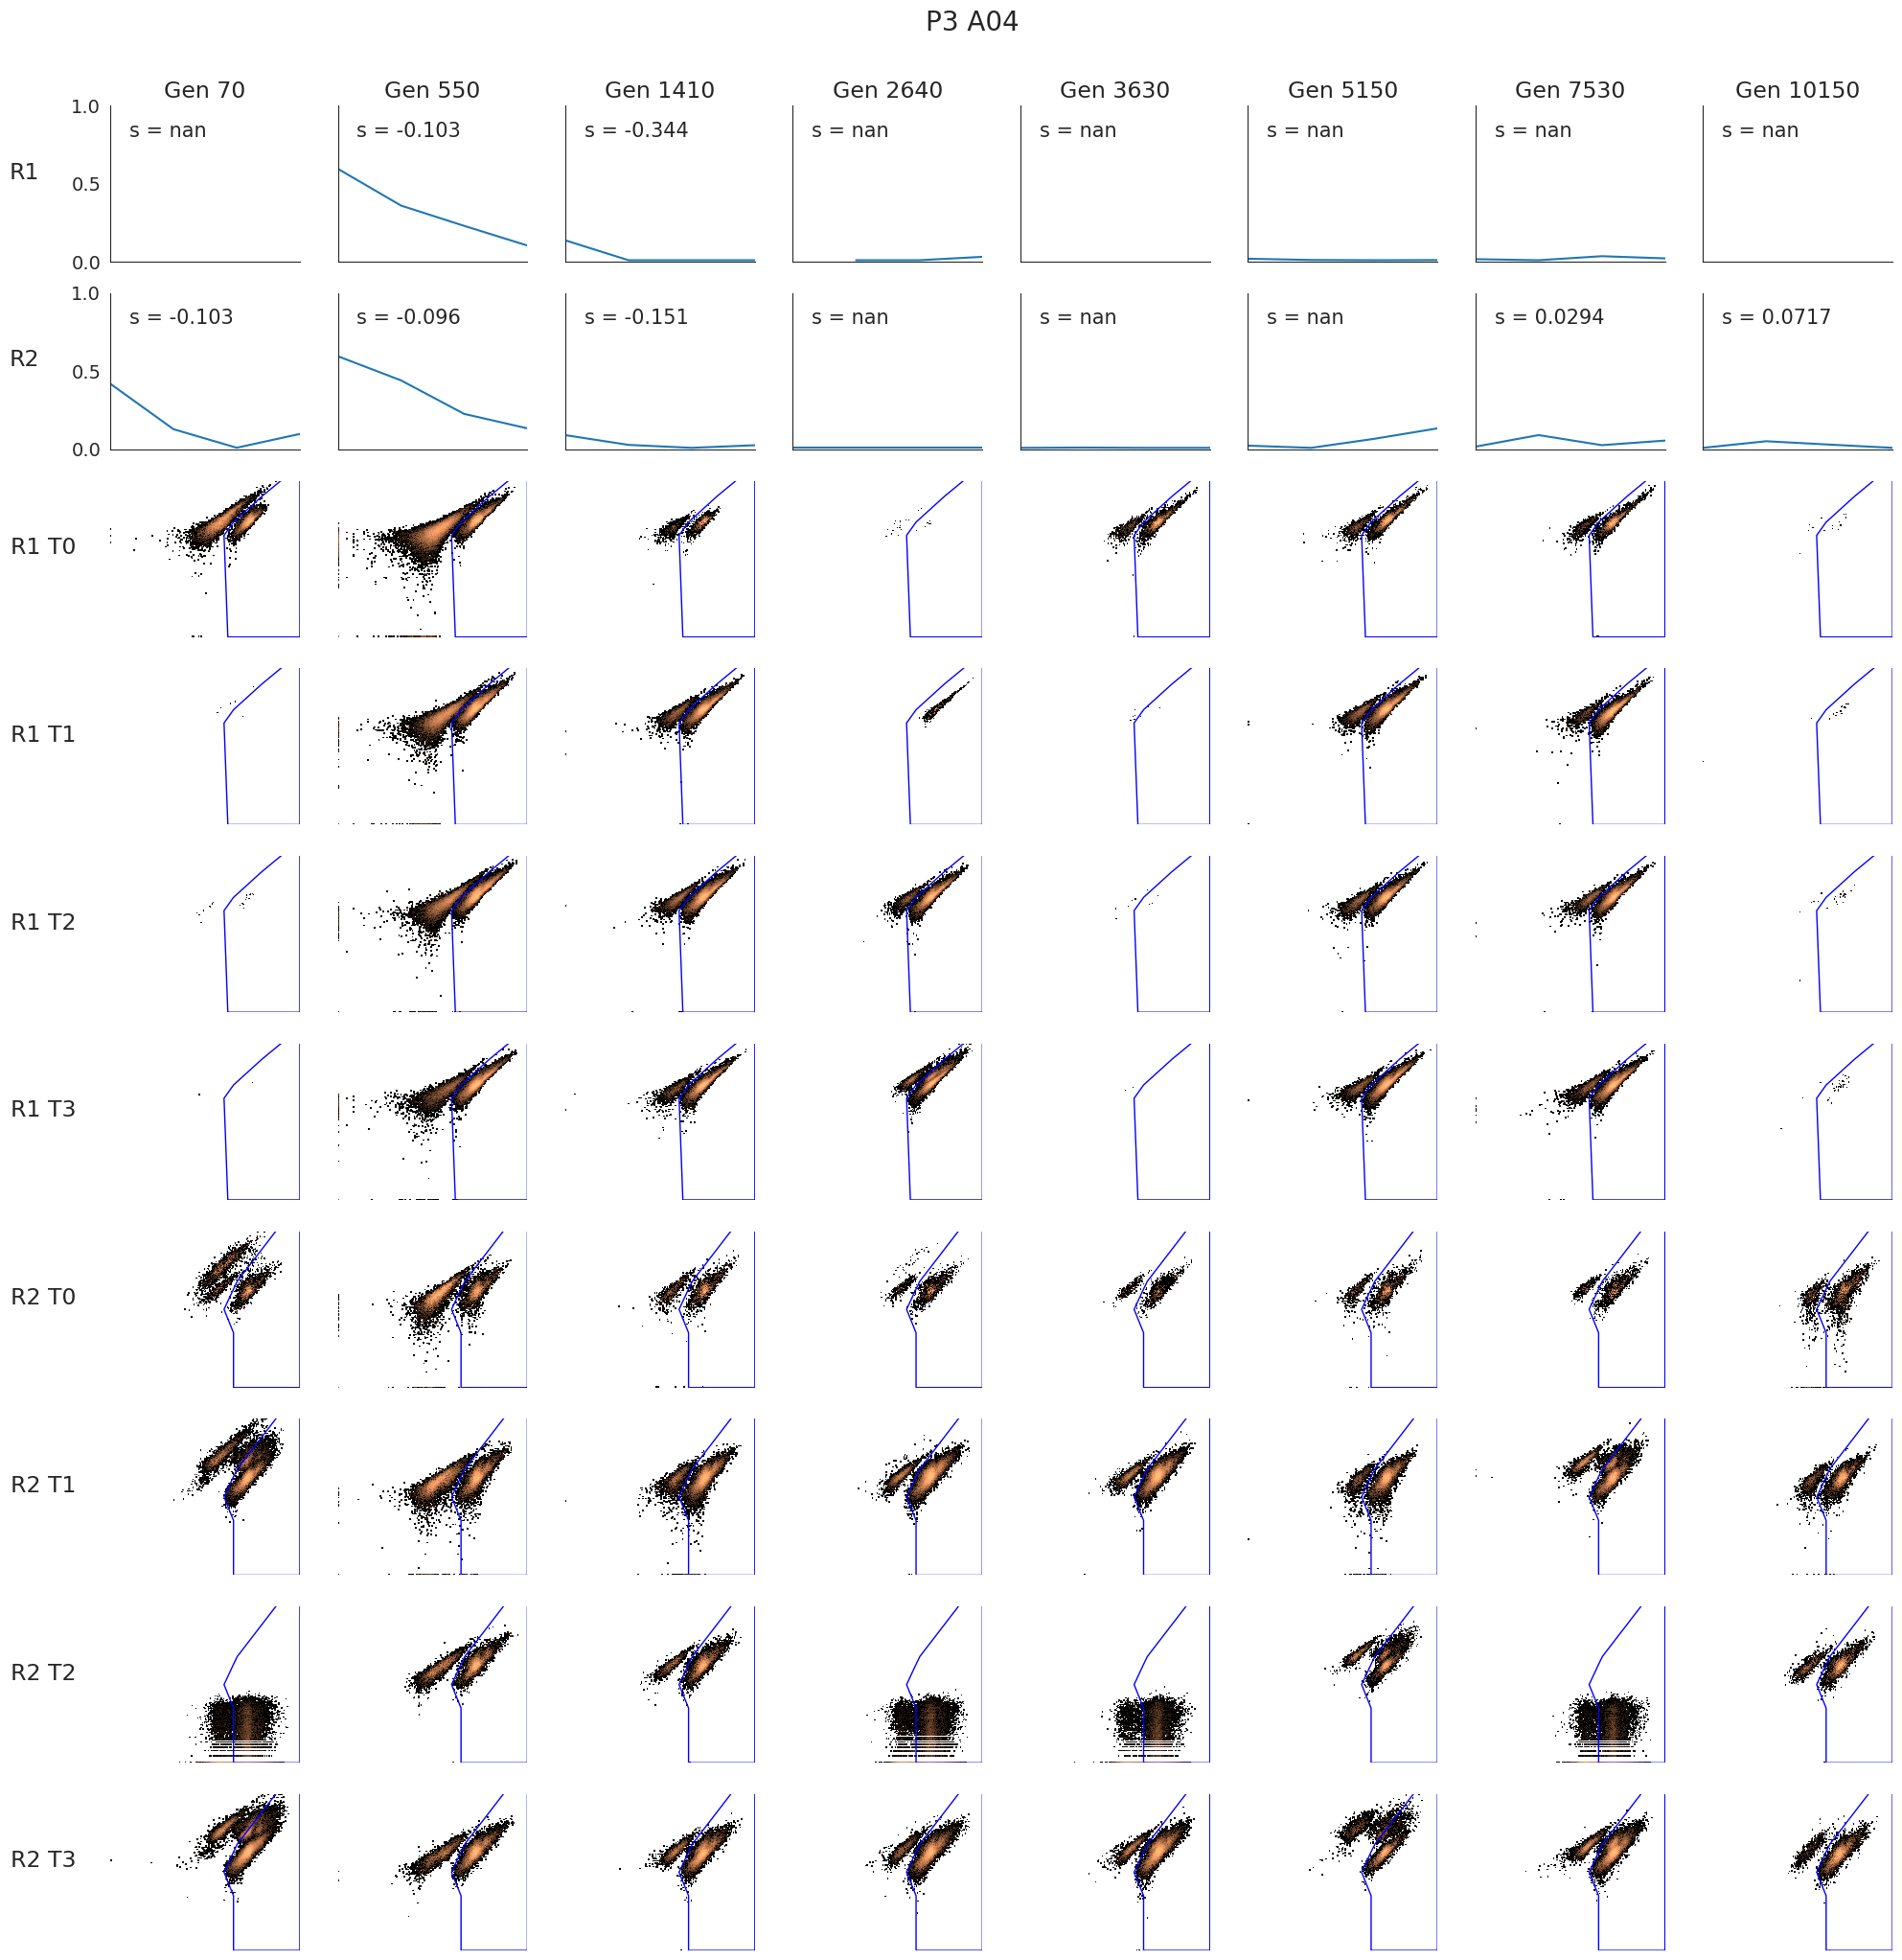 P3 A04
Gen 70 Gen 550 Gen 1410 Gen 2640 Gen 3630 Gen 5150 Gen 7530 Gen 10150
1.0
s = nan s = -0.103 s = -0.344 s = nan s = nan s = nan s = nan s = nan
R1
0.5
0.0
1.0
s = -0.103 s = -0.096 s = -0.151 s = nan s = nan s = nan s = 0.0294 s = 0.0717
R2
0.5
0.0
R1 T0
R1 T1
R1 T2
R1 T3
R2 T0
R2 T1
R2 T2
R2 T3